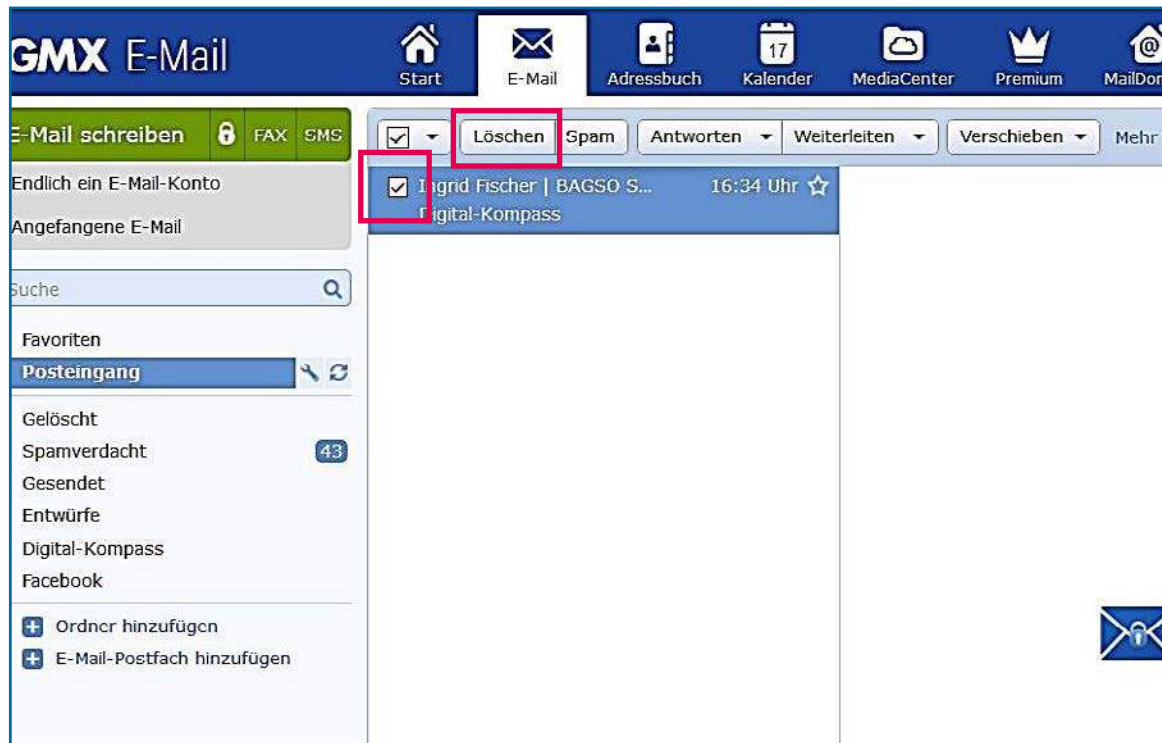 GMX E-Mail
Start E-Mail Adressbuch 17 Kalender MediaCenter Premium @ MailDor
E-Mail schreiben FAX SMS
Löschen Spam Antworten Weiterleiten Verschieben Mehr
Endlich ein E-Mail-Konto
Angefangene E-Mail
Ingrid Fischer | BAGSO S... 16:34 Uhr
Digital-Kompass
Suche
Favoriten
Posteingang
Gelöscht
Spamverdacht 43
Gesendet
Entwürfe
Digital-Kompass
Facebook
Ordner hinzufügen
E-Mail-Postfach hinzufügen